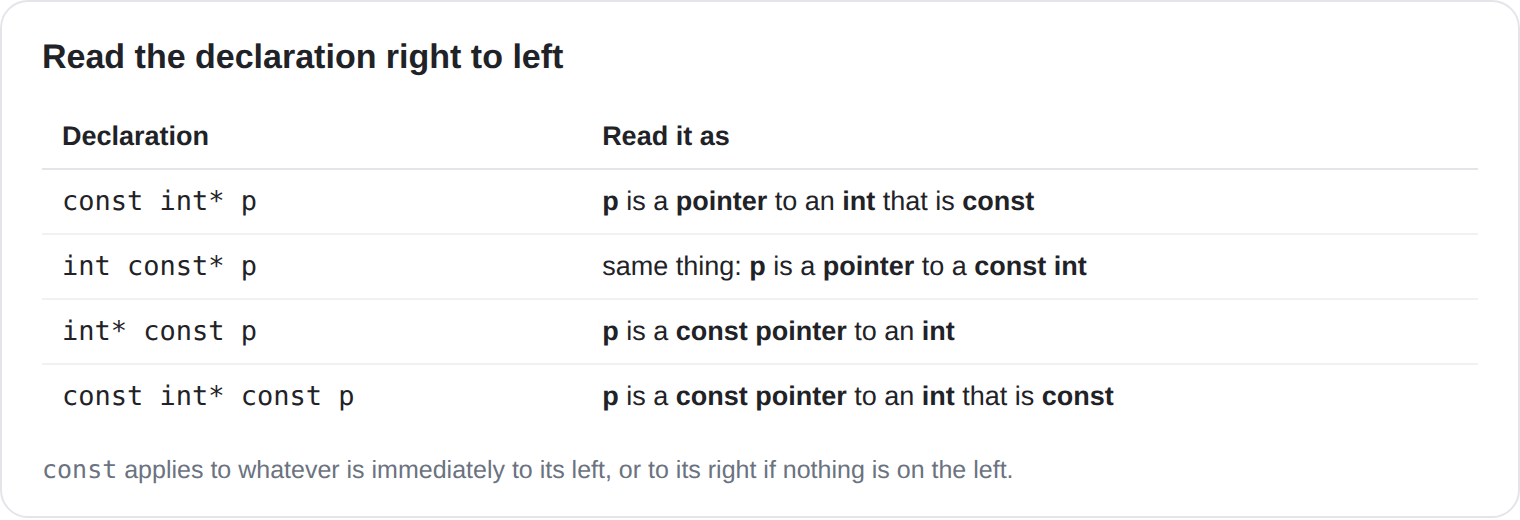 Read the declaration right to left
Declaration Read it as
const int* p p is a pointer to an int that is const
int const* p same thing: p is a pointer to a const int
int* const p p is a const pointer to an int
const int* const p p is a const pointer to an int that is const
const applies to whatever is immediately to its left, or to its right if nothing is on the left.